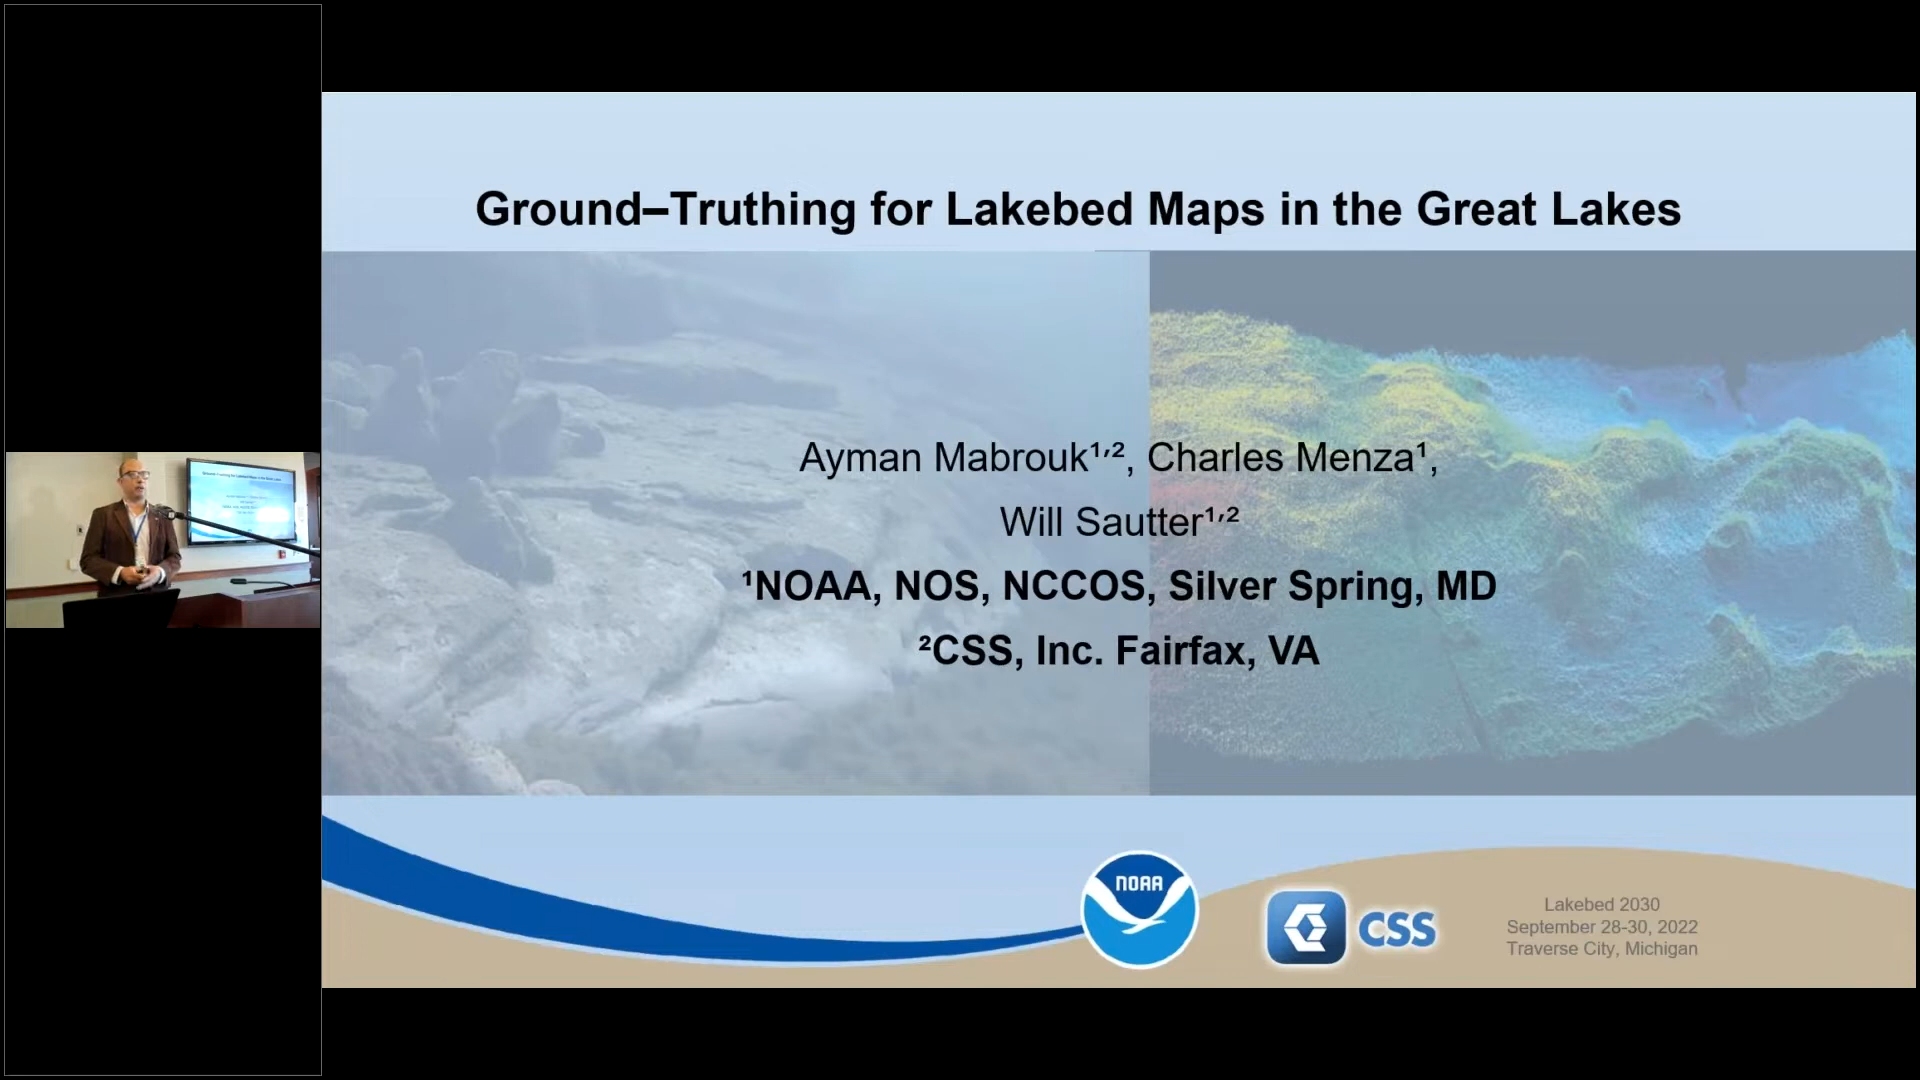 Ground–Truthing for Lakebed Maps in the Great Lakes
Ayman Mabrouk¹˒², Charles Menza¹,
Will Sautter¹˒²
¹NOAA, NOS, NCCOS, Silver Spring, MD
²CSS, Inc. Fairfax, VA
NOAA
CSS
Lakebed 2030
September 28-30, 2022
Traverse City, Michigan